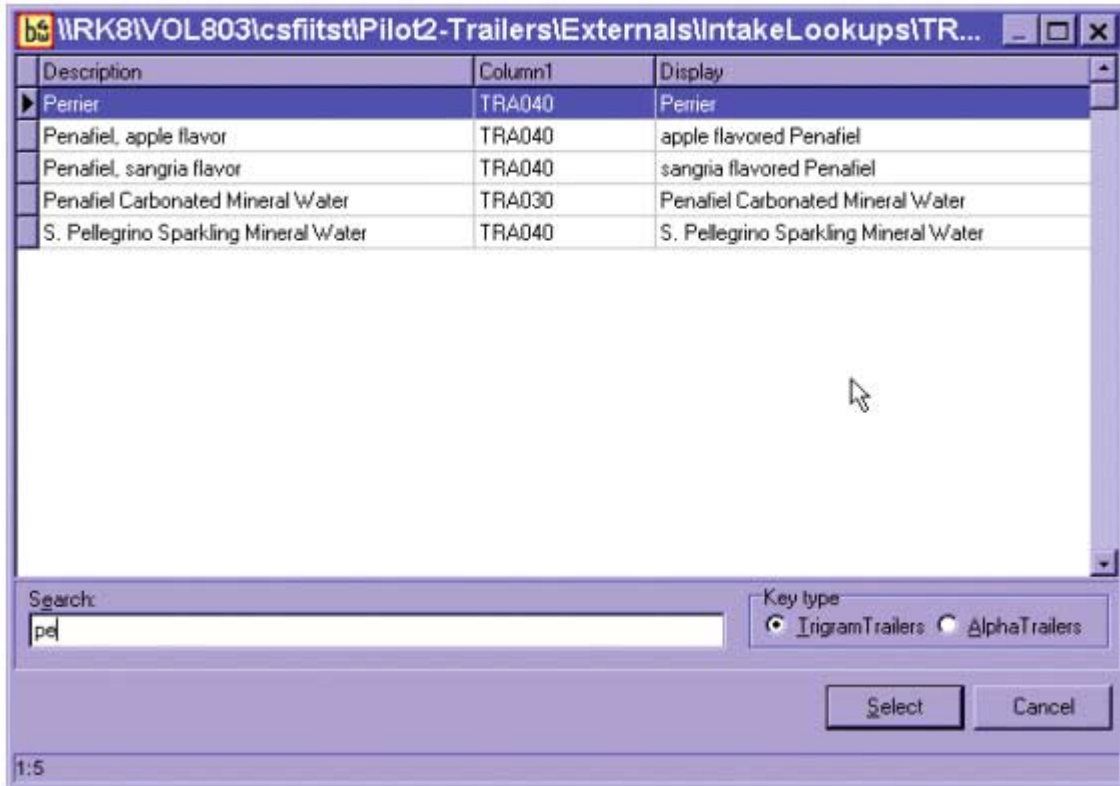 \\IRK8\VOL803\csfiitst\Pilot2-Trailers\Externals\IntakeLookups\TR...
Description Column1 Display
Perrier TRA040 Perrier
Penafiel, apple flavor TRA040 apple flavored Penafiel
Penafiel, sangria flavor TRA040 sangria flavored Penafiel
Penafiel Carbonated Mineral Water TRA030 Penafiel Carbonated Mineral Water
S. Pellegrino Sparkling Mineral Water TRA040 S. Pellegrino Sparkling Mineral Water
Search:
pe
Key type
TrigramTrailers AlphaTrailers
Select Cancel
1:5